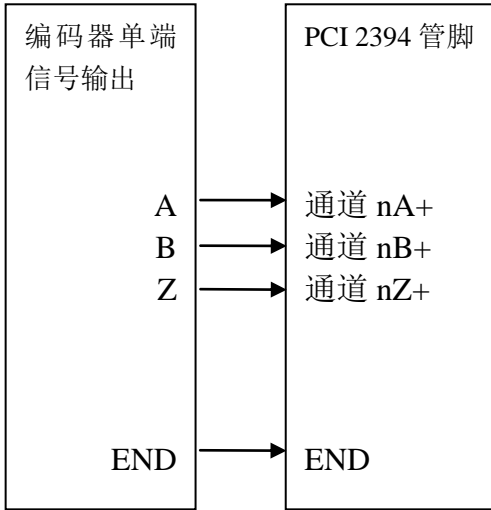 编码器单端
信号输出
PCI 2394 管脚
A
通道 nA+
B
通道 nB+
Z
通道 nZ+
END
END